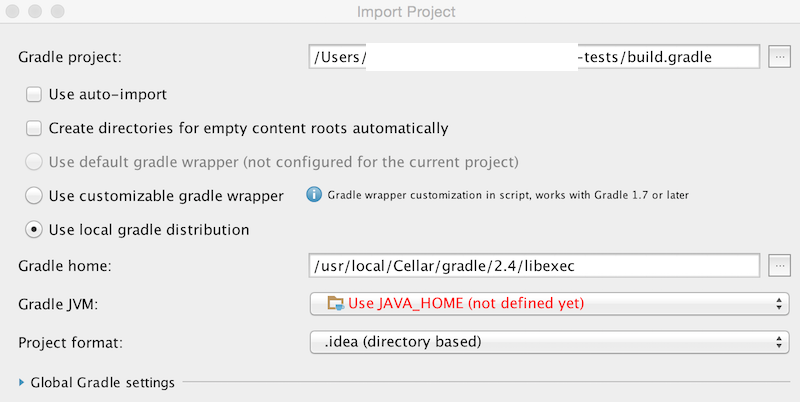 Import Project
Gradle project: /Users/ -tests/build.gradle ...
Use auto-import
Create directories for empty content roots automatically
Use default gradle wrapper (not configured for the current project)
Use customizable gradle wrapper i Gradle wrapper customization in script, works with Gradle 1.7 or later
Use local gradle distribution
Gradle home: /usr/local/Cellar/gradle/2.4/libexec ...
Gradle JVM: Use JAVA_HOME (not defined yet)
Project format: .idea (directory based)
Global Gradle settings